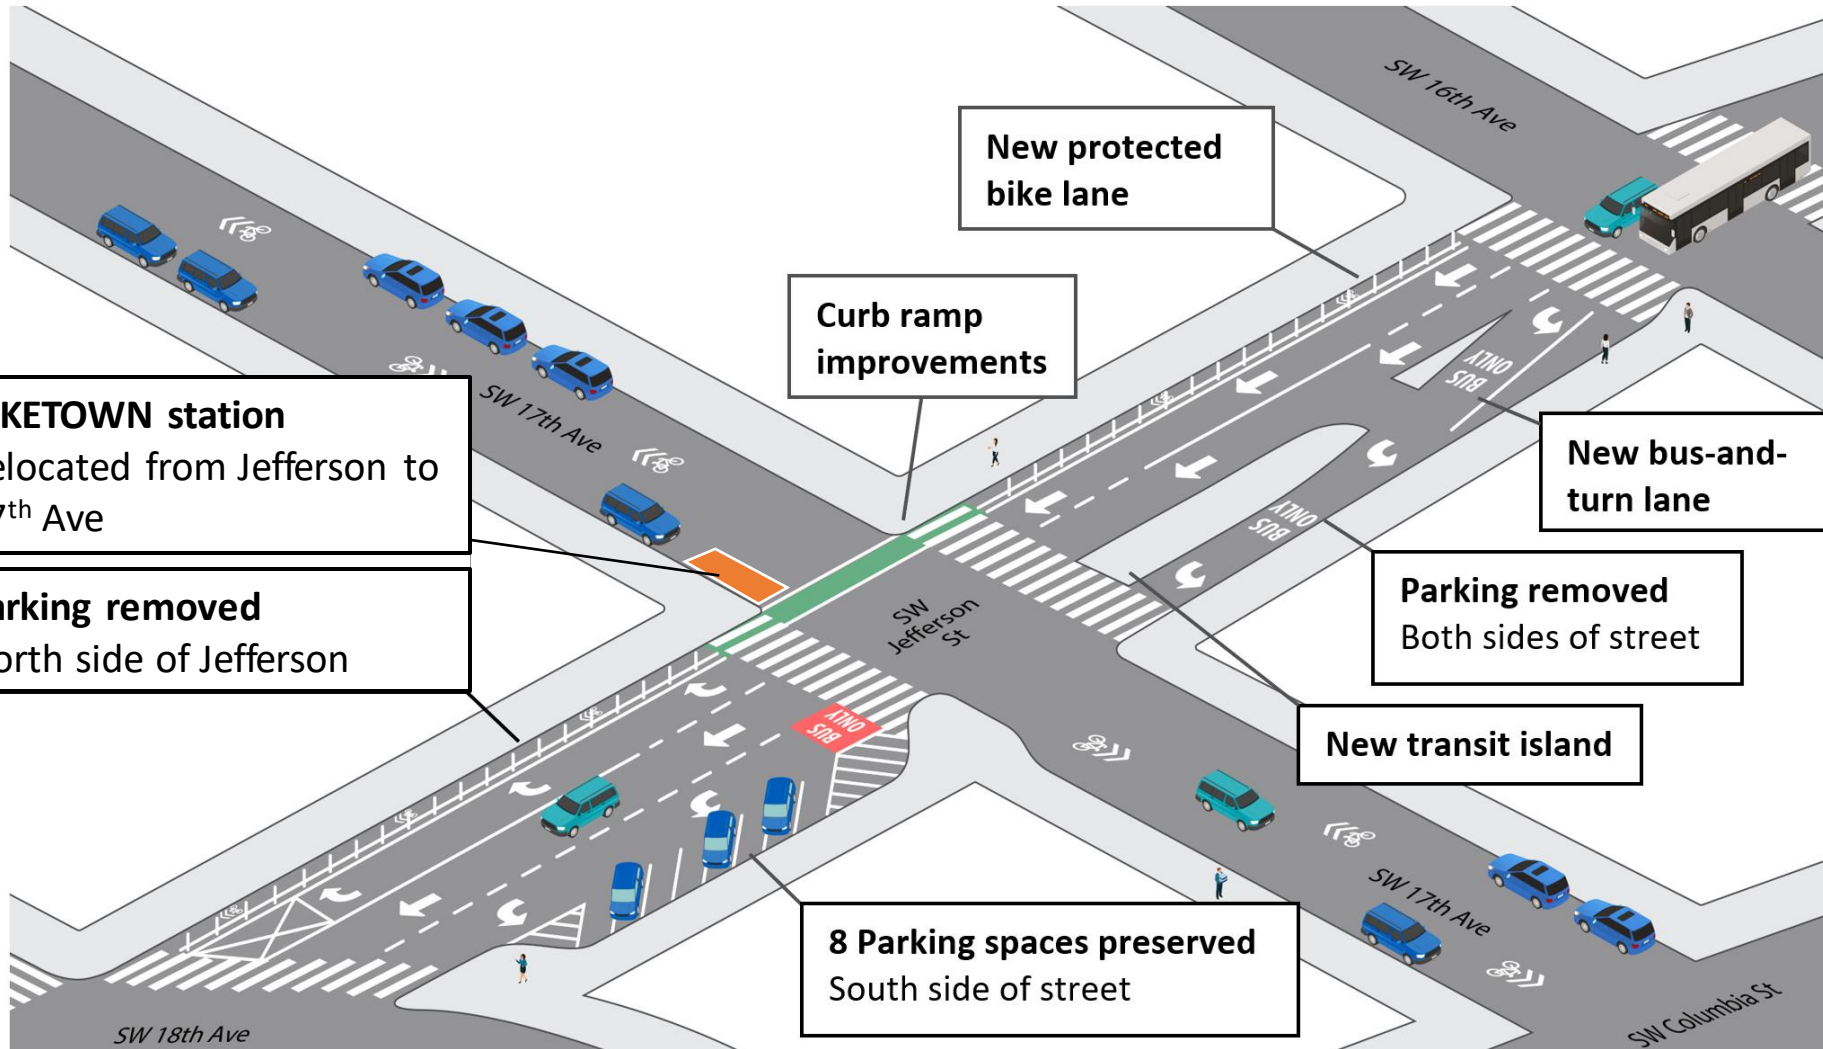 SW 16th Ave
New protected
bike lane
Curb ramp
improvements
KETOWN station
elocated from Jefferson to
7th Ave
SW 17th Ave
ONLY
BUS
New bus-and-
turn lane
ONLY
BUS
arking removed
orth side of Jefferson
SW
Jefferson
St
Parking removed
Both sides of street
ONLY
BUS
New transit island
SW 17th Ave
8 Parking spaces preserved
South side of street
SW 18th Ave
SW Columbia St